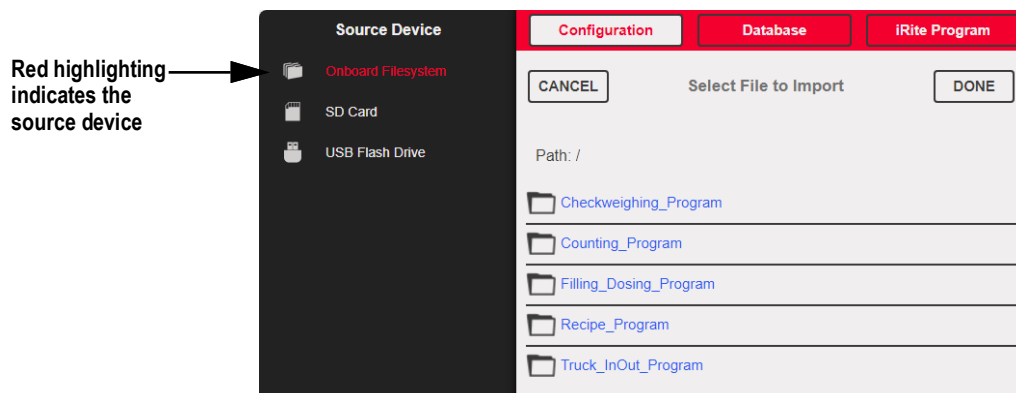 Red highlighting
indicates the
source device
Source Device
Onboard Filesystem
SD Card
USB Flash Drive
Configuration
Database
iRite Program
CANCEL
Select File to Import
DONE
Path: /
Checkweighing_Program
Counting_Program
Filling_Dosing_Program
Recipe_Program
Truck_InOut_Program